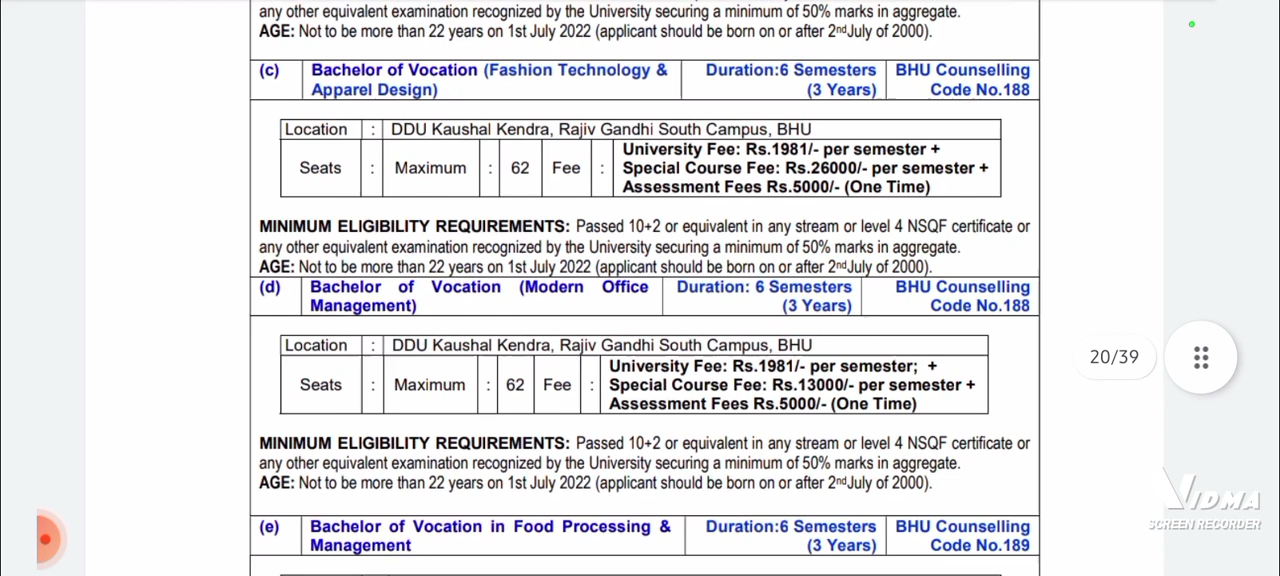 any other equivalent examination recognized by the University securing a minimum of 50% marks in aggregate.
AGE: Not to be more than 22 years on 1st July 2022 (applicant should be born on or after 2nd July of 2000).
(c) Bachelor of Vocation (Fashion Technology & Apparel Design) Duration:6 Semesters (3 Years) BHU Counselling Code No.188
Location : DDU Kaushal Kendra, Rajiv Gandhi South Campus, BHU
Seats : Maximum : 62 Fee : University Fee: Rs.1981/- per semester +
Special Course Fee: Rs.26000/- per semester +
Assessment Fees Rs.5000/- (One Time)
MINIMUM ELIGIBILITY REQUIREMENTS: Passed 10+2 or equivalent in any stream or level 4 NSQF certificate or
any other equivalent examination recognized by the University securing a minimum of 50% marks in aggregate.
AGE: Not to be more than 22 years on 1st July 2022 (applicant should be born on or after 2nd July of 2000).
(d) Bachelor of Vocation (Modern Office Management) Duration: 6 Semesters (3 Years) BHU Counselling Code No.188
Location : DDU Kaushal Kendra, Rajiv Gandhi South Campus, BHU
Seats : Maximum : 62 Fee : University Fee: Rs.1981/- per semester; +
Special Course Fee: Rs.13000/- per semester +
Assessment Fees Rs.5000/- (One Time)
MINIMUM ELIGIBILITY REQUIREMENTS: Passed 10+2 or equivalent in any stream or level 4 NSQF certificate or
any other equivalent examination recognized by the University securing a minimum of 50% marks in aggregate.
AGE: Not to be more than 22 years on 1st July 2022 (applicant should be born on or after 2nd July of 2000).
(e) Bachelor of Vocation in Food Processing & Management Duration:6 Semesters (3 Years) BHU Counselling Code No.189
20/39
VIDMA
SCREEN RECORDER